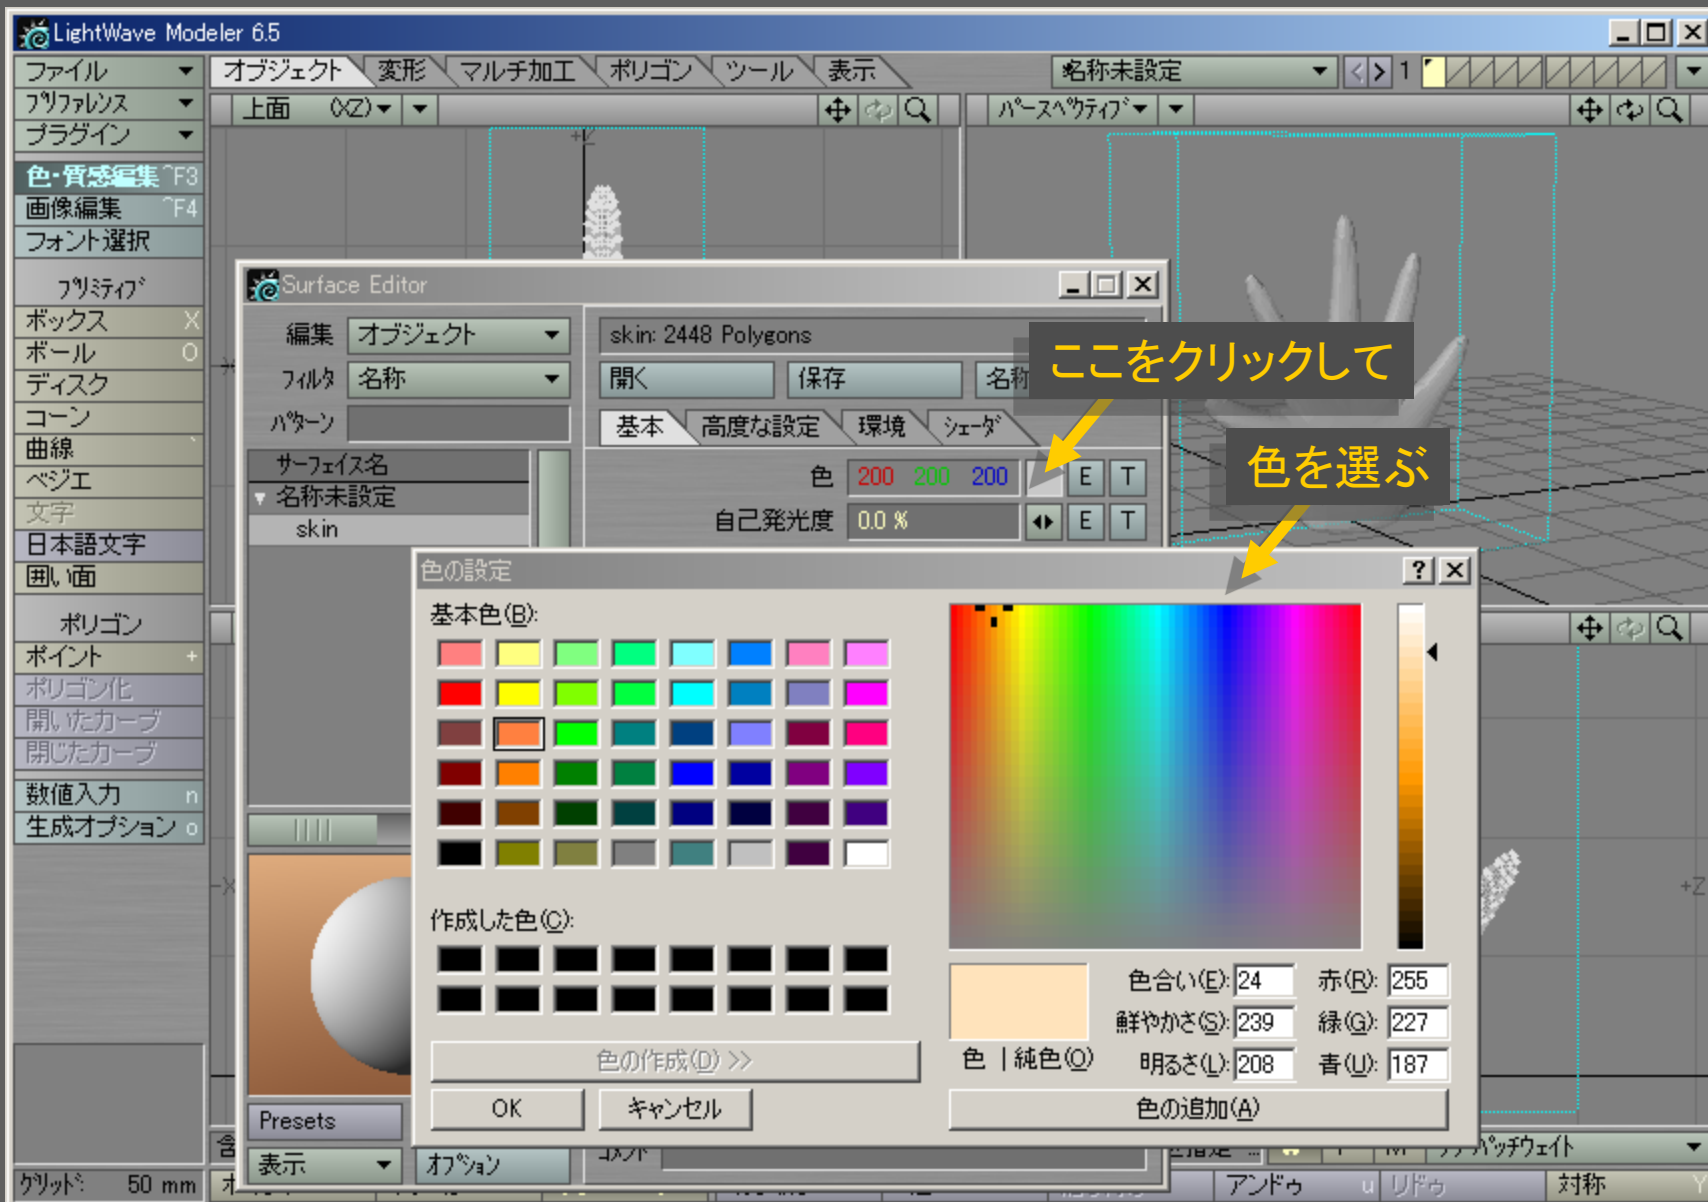 LightWave Modeler 6.5
ファイル
オブジェクト 変形 マルチ加工 ポリゴン ツール 表示
名称未設定
1
プリファレンス
上面 (XZ)
パースペクティブ
プラグイン
+Y
色・質感編集 ^F3
画像編集 ^F4
フォント選択
プリミティブ
ボックス X
ボール O
ディスク
コーン
曲線 `
ベジエ
文字
日本語文字
囲い面
ポリゴン
ポイント +
ポリゴン化
開いたカーブ
閉じたカーブ
数値入力 n
生成オプション o
グリッド: 50 mm
Surface Editor
編集 オブジェクト
フィルタ 名称
パターン
サーフェイス名
名称未設定
skin
skin: 2448 Polygons
開く 保存 名称
基本 高度な設定 環境 シェーダ
色 200 200 200 E T
自己発光度 0.0 % E T
ここをクリックして
色を選ぶ
色の設定
? ×
基本色(B):
作成した色(C):
色の作成(D) >>
OK キャンセル
色 | 純色(O)
色合い(E): 24 赤(R): 255
鮮やかさ(S): 239 緑(G): 227
明るさ(L): 208 青(U): 187
色の追加(A)
Presets
表示 オプション
コメント
-X
+Z
アンドゥ u リドゥ
対称